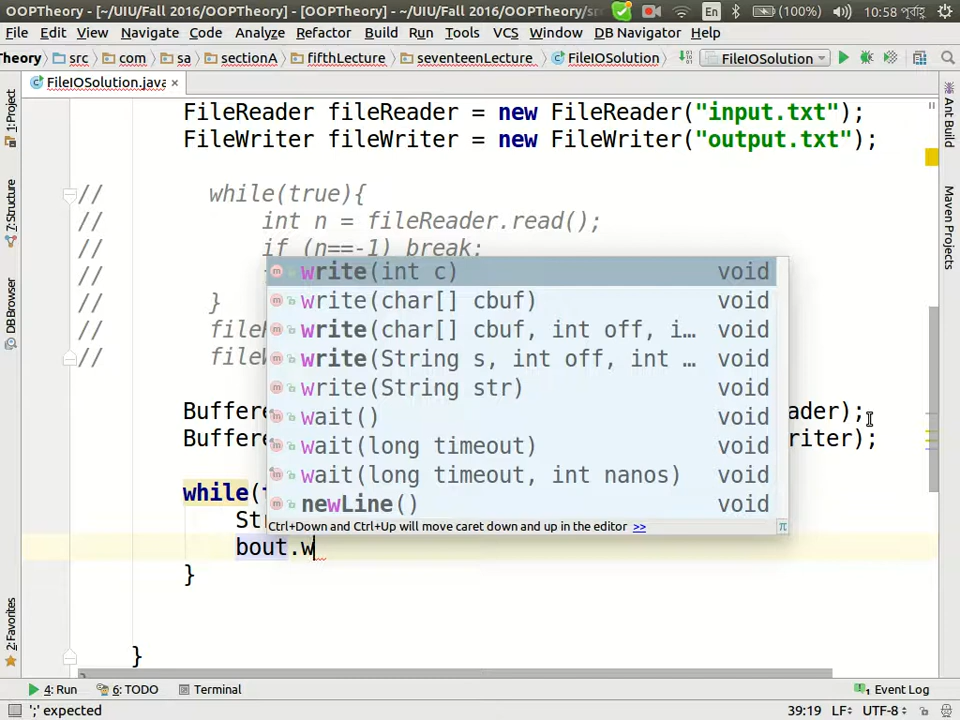 OOPTheory - [~/UIU/Fall 2016/OOPTheory] - [OOPTheory] - ~/UIU/Fall 2016/OOPTheory/sr En (100%) 10:58 পূর্বাহ্ণ
File Edit View Navigate Code Analyze Refactor Build Run Tools VCS Window DB Navigator Help
Theory src com sa sectionA fifthLecture seventeenLecture FileIOSolution FileIOSolution
FileIOSolution.java ×
1: Project
7: Structure
DB Browser
2: Favorites
Ant Build
Maven Projects
FileReader fileReader = new FileReader("input.txt");
FileWriter fileWriter = new FileWriter("output.txt");
// while(true){
// int n = fileReader.read();
// if (n==-1) break;
//
// }
//
//
write(int c) void
write(char[] cbuf) void
write(char[] cbuf, int off, i… void
write(String s, int off, int … void
write(String str) void
wait() void
wait(long timeout) void
wait(long timeout, int nanos) void
newLine() void
Ctrl+Down and Ctrl+Up will move caret down and up in the editor >> π
ader);
riter);
while(
bout.w
}
}
4: Run 6: TODO Terminal Event Log
';' expected 39:19 LF÷ UTF-8÷